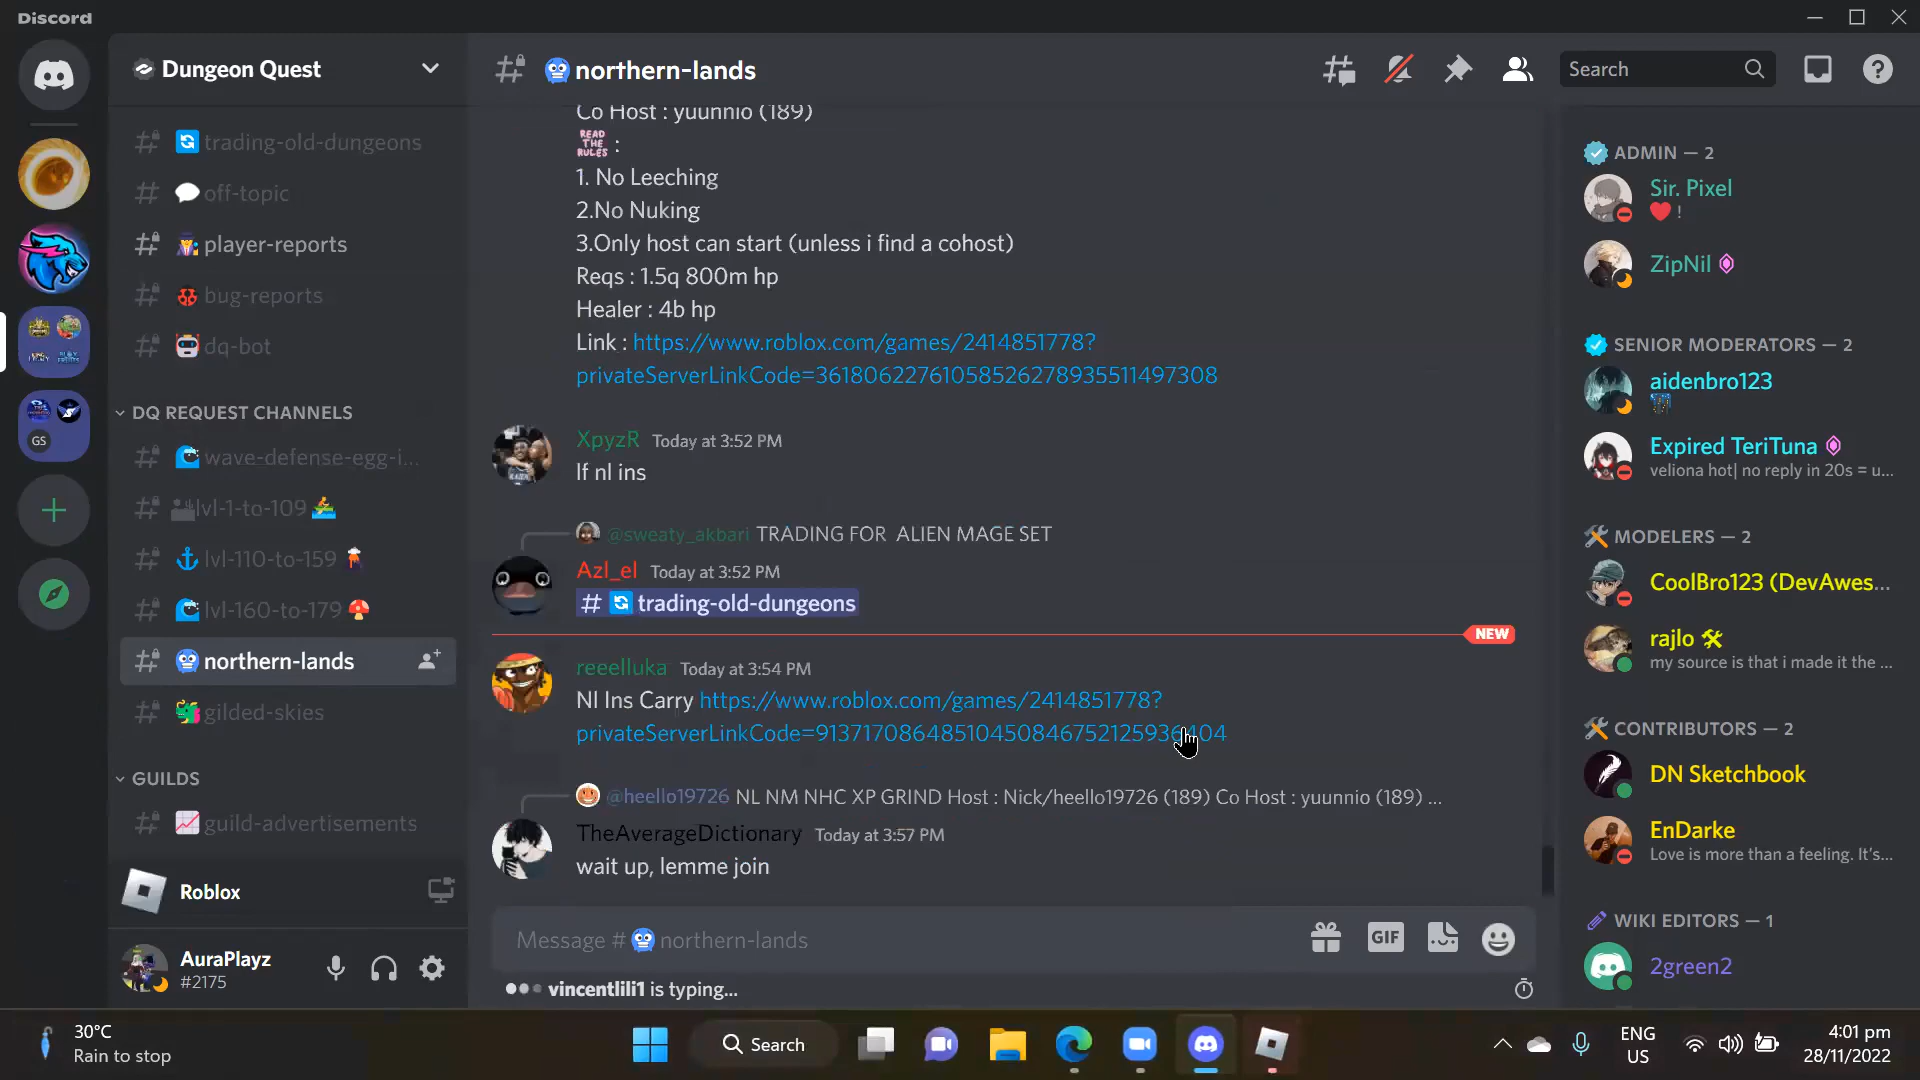 Discord
Dungeon Quest
trading-old-dungeons
off-topic
player-reports
bug-reports
dq-bot
DQ REQUEST CHANNELS
wave-defense-egg-i...
lvl-1-to-109
lvl-110-to-159
lvl-160-to-179
northern-lands
gilded-skies
GUILDS
guild-advertisements
Roblox
AuraPlayz
#2175
GS
northern-lands
Search
Co Host : yuunnio (189)
READ
THE
RULES :
1. No Leeching
2.No Nuking
3.Only host can start (unless i find a cohost)
Reqs : 1.5q 800m hp
Healer : 4b hp
Link : https://www.roblox.com/games/2414851778?
privateServerLinkCode=36180622761058526278935511497308
XpyzR Today at 3:52 PM
lf nl ins
@sweaty_akbari TRADING FOR ALIEN MAGE SET
Azl_el Today at 3:52 PM
# trading-old-dungeons
NEW
reeelluka Today at 3:54 PM
Nl Ins Carry https://www.roblox.com/games/2414851778?
@heello19726 NL NM NHC XP GRIND Host : Nick/heello19726 (189) Co Host : yuunnio (189) ...
TheAverageDictionary Today at 3:57 PM
wait up, lemme join
Message # northern-lands
GIF
vincentlili1 is typing...
ADMIN — 2
Sir. Pixel
!
ZipNil
SENIOR MODERATORS — 2
aidenbro123
Expired TeriTuna
veliona hot| no reply in 20s = u...
MODELERS — 2
CoolBro123 (DevAwes...
rajlo
my source is that i made it the ...
CONTRIBUTORS — 2
DN Sketchbook
EnDarke
Love is more than a feeling. It's...
WIKI EDITORS — 1
2green2
30°C
Rain to stop
Search
ENG
US
4:01 pm
28/11/2022